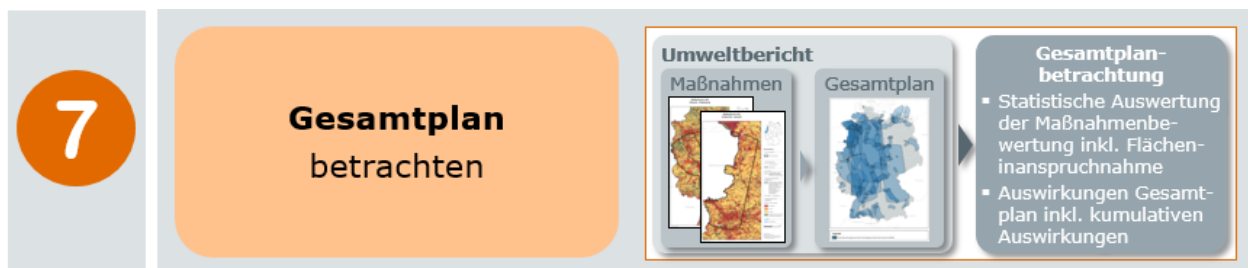 7
Gesamtplan
betrachten
Umweltbericht
Maßnahmen
Gesamtplan
Gesamtplan-
betrachtung
▪ Statistische Auswertung
der Maßnahmenbe-
wertung inkl. Flächen-
inanspruchnahme
▪ Auswirkungen Gesamt-
plan inkl. kumulativen
Auswirkungen